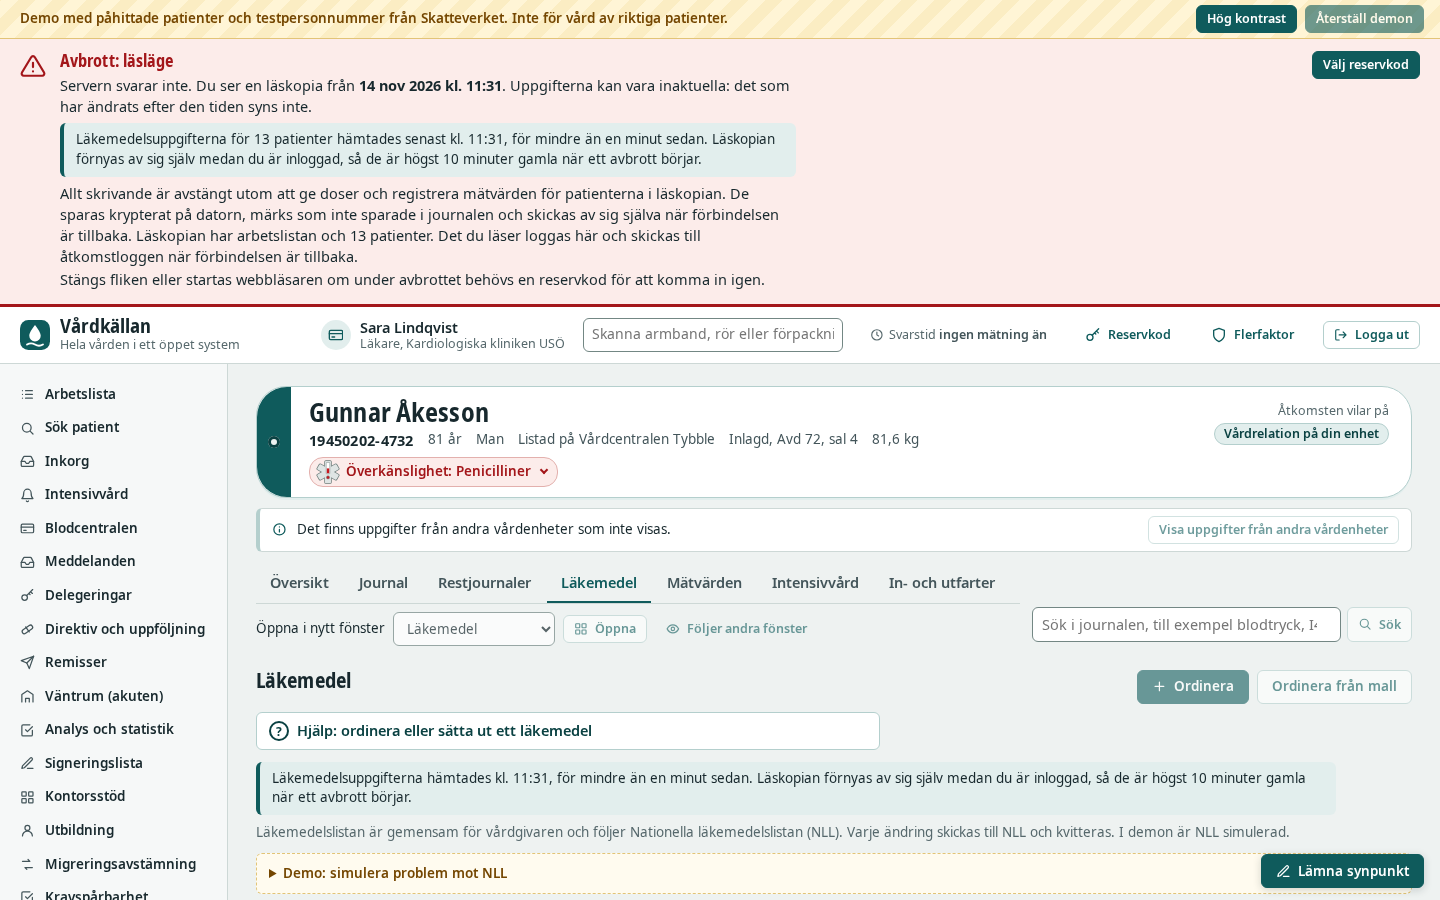 Demo med påhittade patienter och testpersonnummer från Skatteverket. Inte för vård av riktiga patienter.
Hög kontrast
Återställ demon
Avbrott: läsläge
Välj reservkod
Servern svarar inte. Du ser en läskopia från 14 nov 2026 kl. 11:31. Uppgifterna kan vara inaktuella: det som
har ändrats efter den tiden syns inte.
Läkemedelsuppgifterna för 13 patienter hämtades senast kl. 11:31, för mindre än en minut sedan. Läskopian
förnyas av sig själv medan du är inloggad, så de är högst 10 minuter gamla när ett avbrott börjar.
Allt skrivande är avstängt utom att ge doser och registrera mätvärden för patienterna i läskopian. De
sparas krypterat på datorn, märks som inte sparade i journalen och skickas av sig själva när förbindelsen
är tillbaka. Läskopian har arbetslistan och 13 patienter. Det du läser loggas här och skickas till
åtkomstloggen när förbindelsen är tillbaka.
Stängs fliken eller startas webbläsaren om under avbrottet behövs en reservkod för att komma in igen.
Vårdkällan
Hela vården i ett öppet system
Sara Lindqvist
Läkare, Kardiologiska kliniken USÖ
Skanna armband, rör eller förpackni
Svarstid ingen mätning än
Reservkod
Flerfaktor
Logga ut
Arbetslista
Sök patient
Inkorg
Intensivvård
Blodcentralen
Meddelanden
Delegeringar
Direktiv och uppföljning
Remisser
Väntrum (akuten)
Analys och statistik
Signeringslista
Kontorsstöd
Utbildning
Migreringsavstämning
Kravspårbarhet
Gunnar Åkesson
19450202-4732 81 år Man Listad på Vårdcentralen Tybble Inlagd, Avd 72, sal 4 81,6 kg
Överkänslighet: Penicilliner
Åtkomsten vilar på
Vårdrelation på din enhet
Det finns uppgifter från andra vårdenheter som inte visas.
Visa uppgifter från andra vårdenheter
Översikt
Journal
Restjournaler
Läkemedel
Mätvärden
Intensivvård
In- och utfarter
Öppna i nytt fönster
Läkemedel
Öppna
Följer andra fönster
Sök i journalen, till exempel blodtryck, I
Sök
Läkemedel
Ordinera
Ordinera från mall
? Hjälp: ordinera eller sätta ut ett läkemedel
Läkemedelsuppgifterna hämtades kl. 11:31, för mindre än en minut sedan. Läskopian förnyas av sig själv medan du är inloggad, så de är högst 10 minuter gamla
när ett avbrott börjar.
Läkemedelslistan är gemensam för vårdgivaren och följer Nationella läkemedelslistan (NLL). Varje ändring skickas till NLL och kvitteras. I demon är NLL simulerad.
Demo: simulera problem mot NLL
Lämna synpunkt